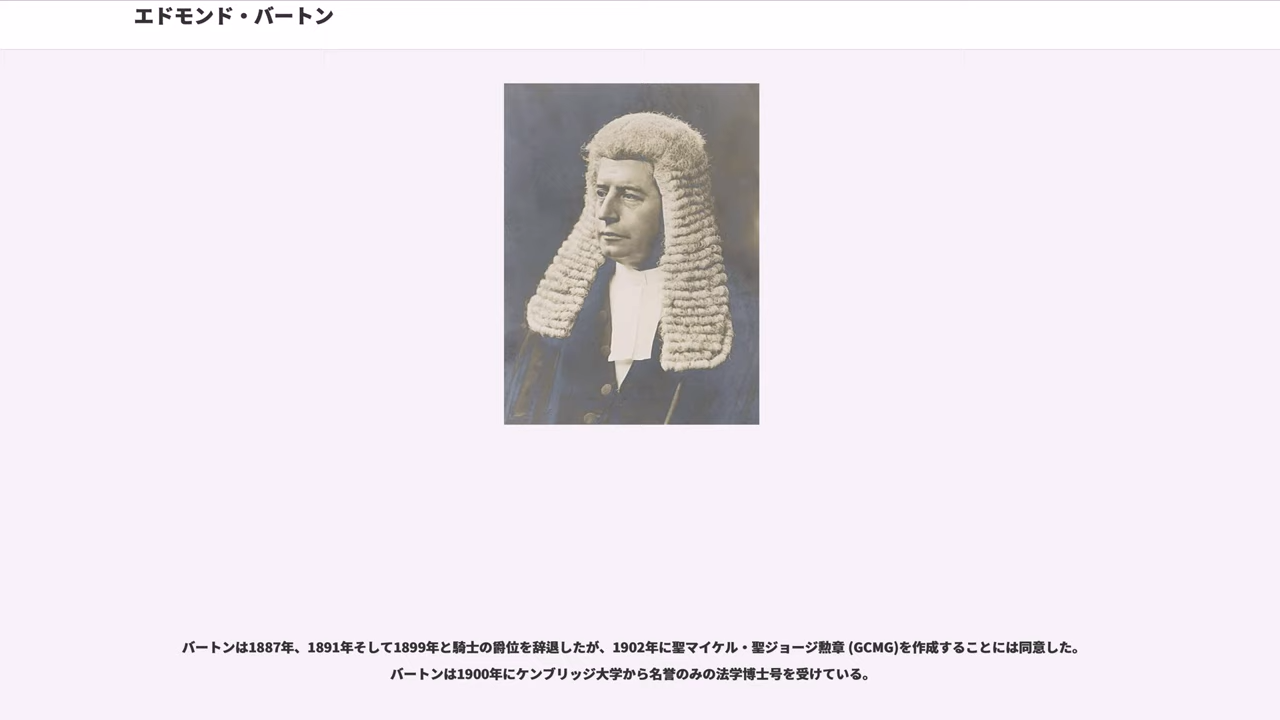 エドモンド・バートン
バートンは1887年、1891年そして1899年と騎士の爵位を辞退したが、1902年に聖マイケル・聖ジョージ勲章 (GCMG)を作成することには同意した。
バートンは1900年にケンブリッジ大学から名誉のみの法学博士号を受けている。